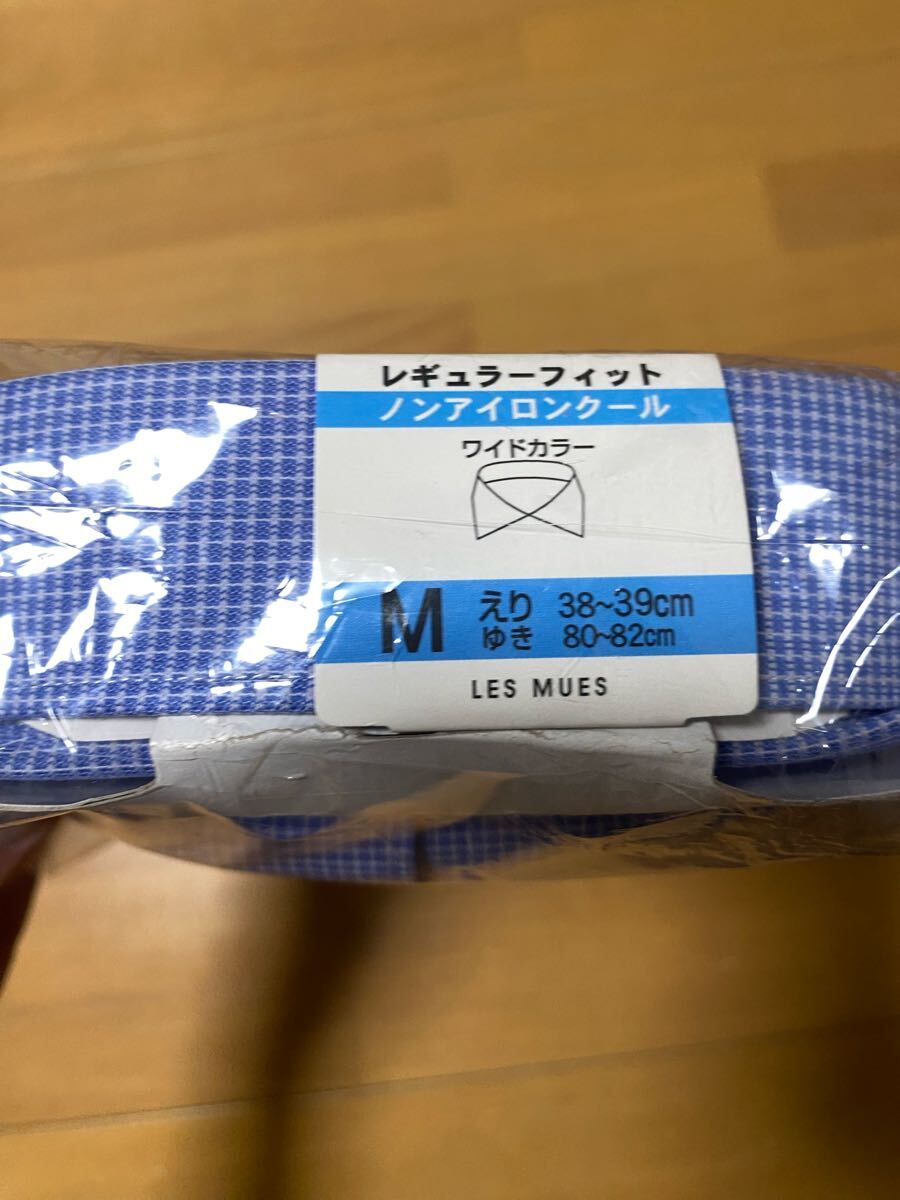 レギュラーフィット
ノンアイロンクール
ワイドカラー
M えり 38~39cm
ゆき 80~82cm
LES MUES